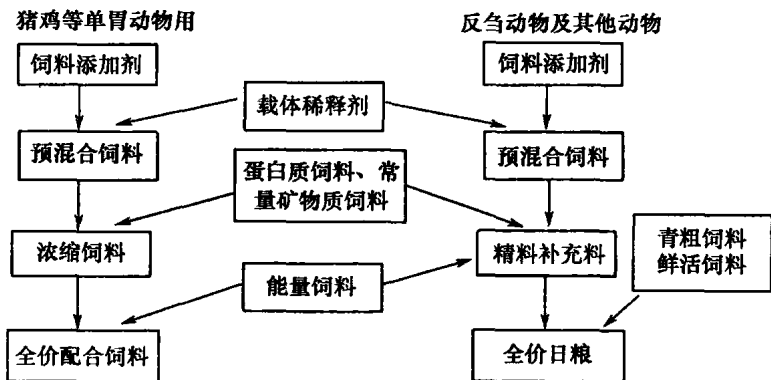 猪鸡等单胃动物用
反刍动物及其他动物
饲料添加剂
饲料添加剂
载体稀释剂
预混合饲料
预混合饲料
蛋白质饲料、常
量矿物质饲料
浓缩饲料
精料补充料
青粗饲料
鲜活饲料
能量饲料
全价配合饲料
全价日粮